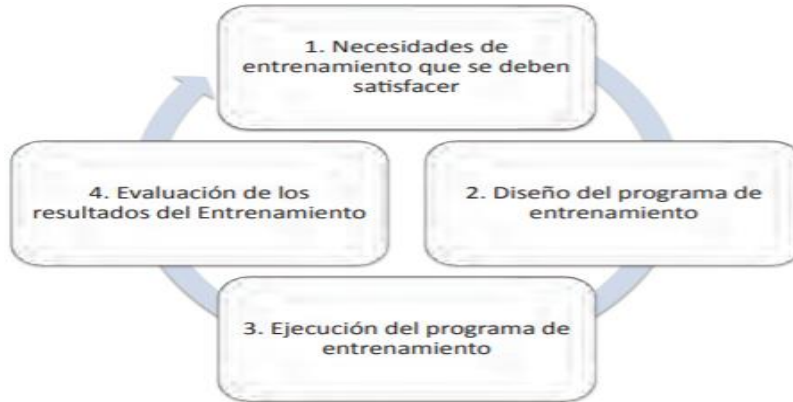 1. Necesidades de
entrenamiento que se deben
satisfacer
2. Diseño del programa de
entrenamiento
3. Ejecución del programa de
entrenamiento
4. Evaluación de los
resultados del Entrenamiento